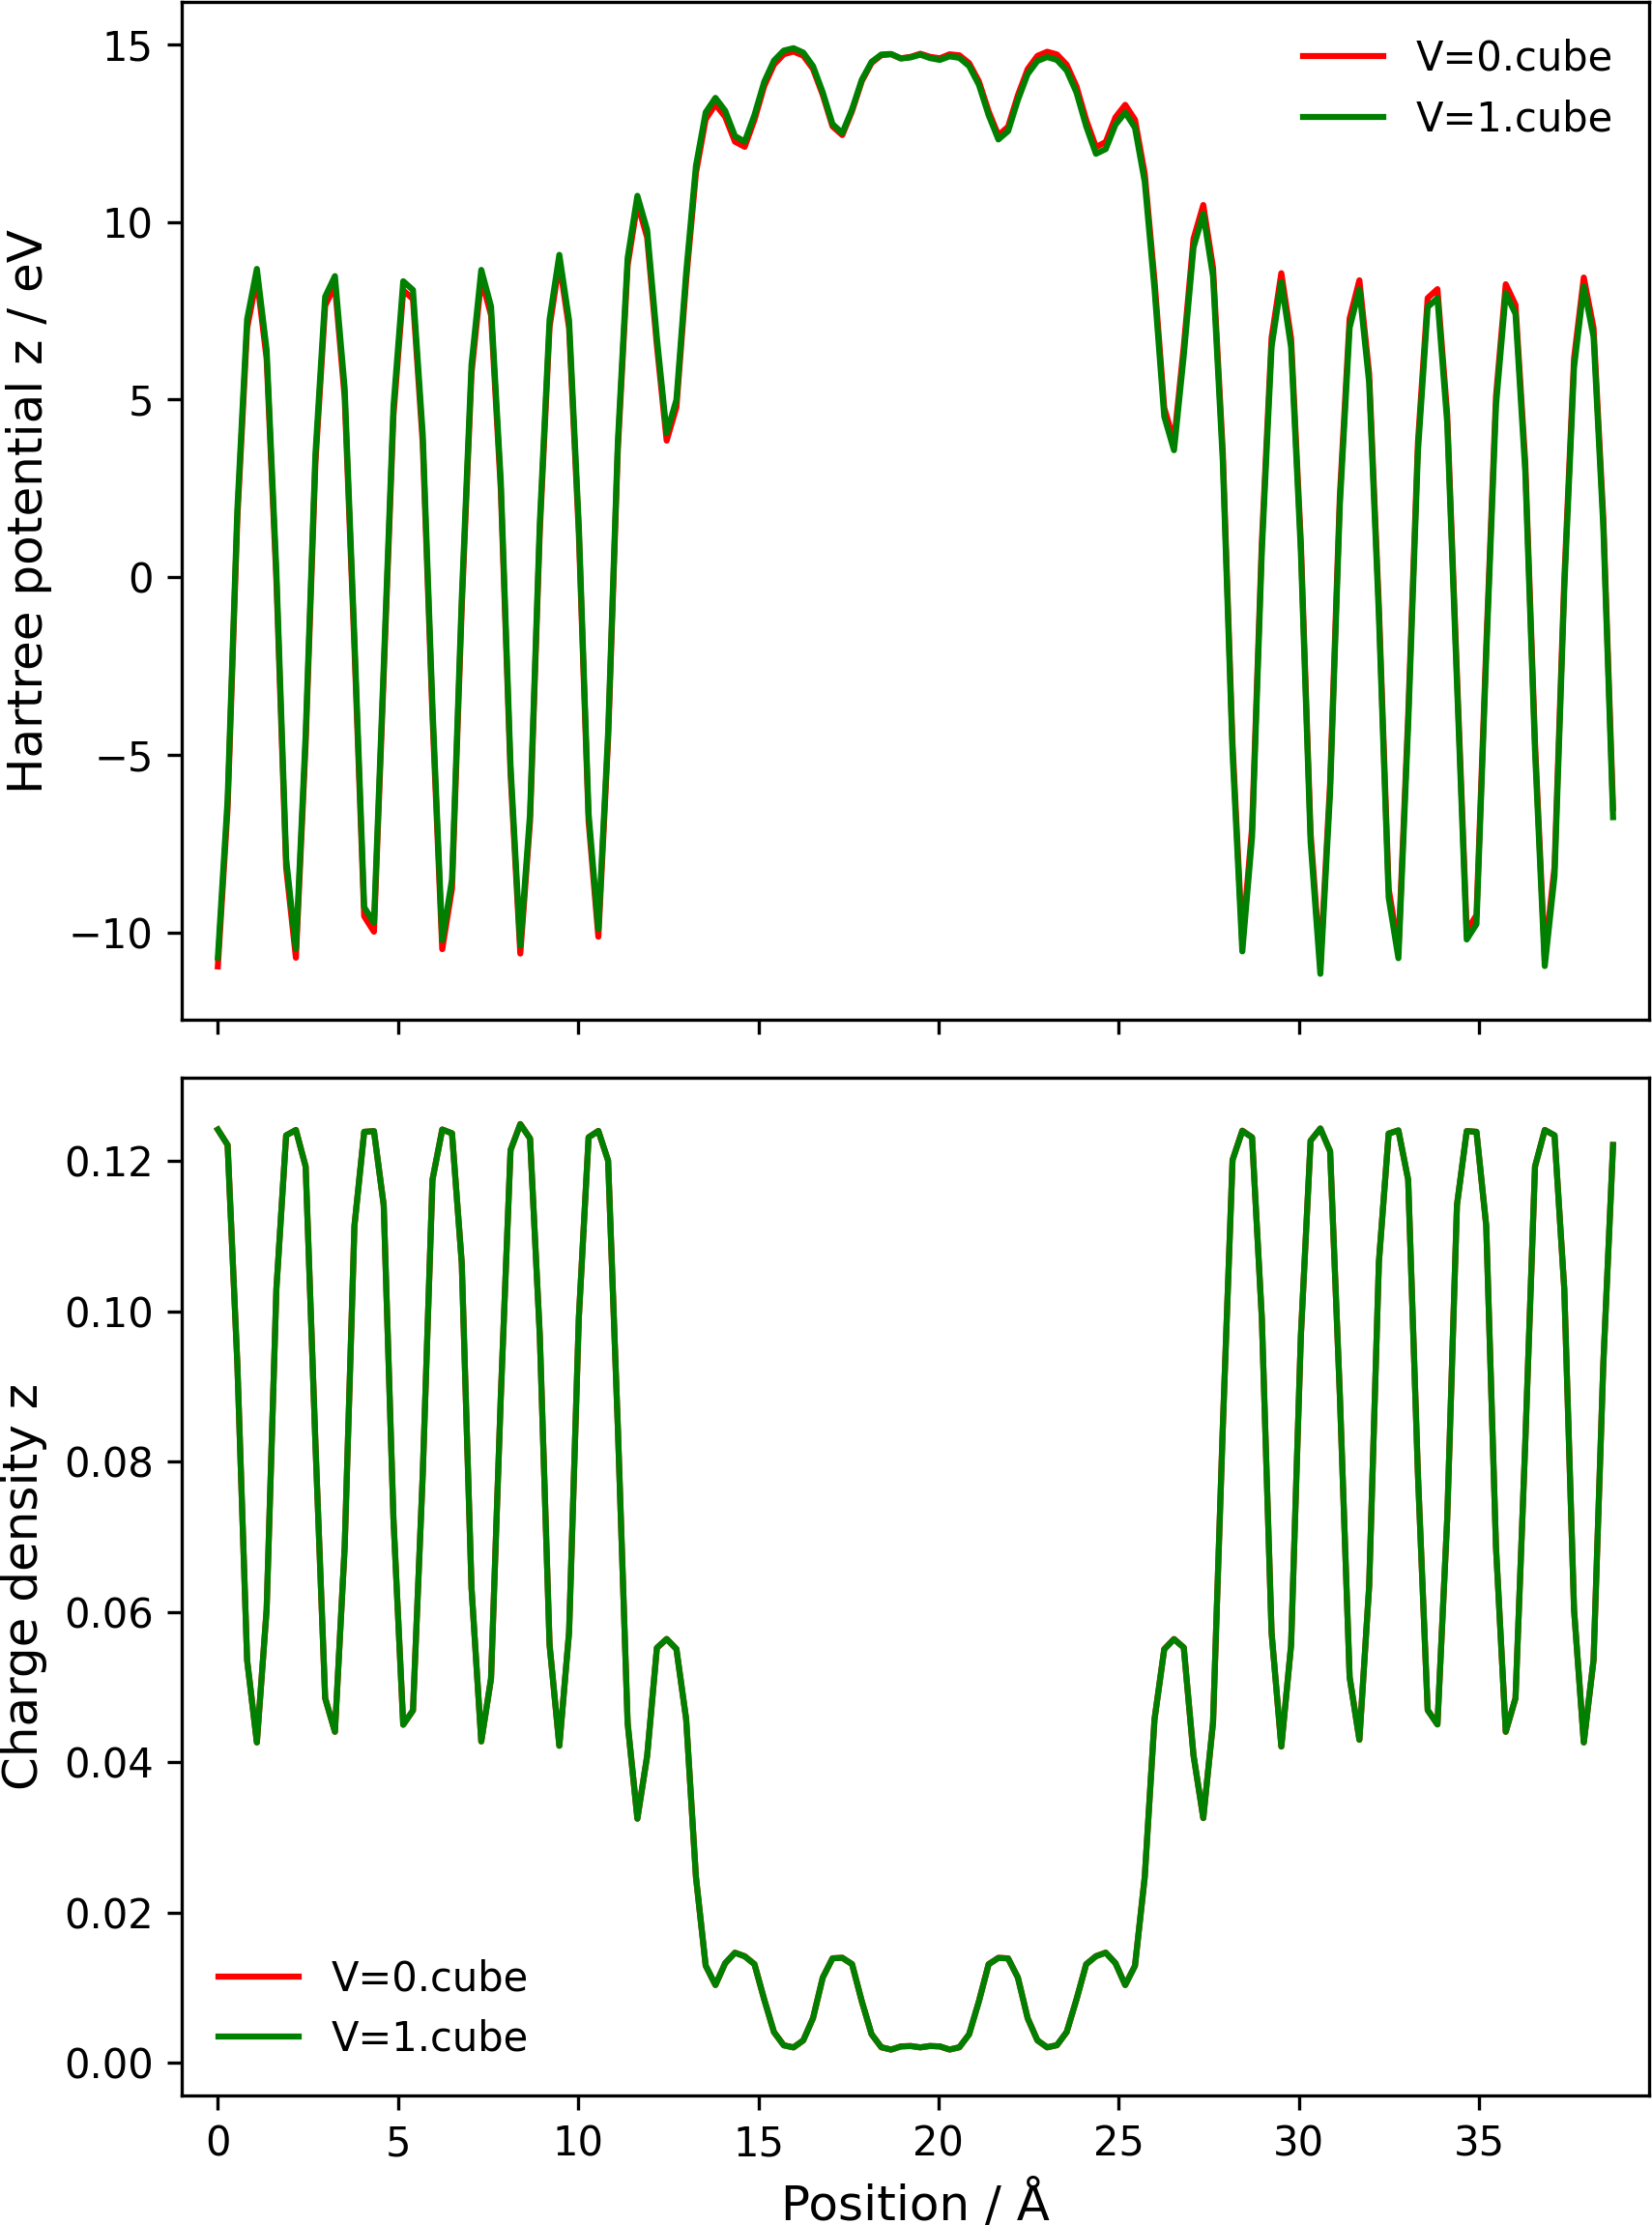 Hartree potential z / eV
15
10
5
0
−5
−10
V=0.cube
V=1.cube
Charge density z
0.12
0.10
0.08
0.06
0.04
0.02
0.00
V=0.cube
V=1.cube
0 5 10 15 20 25 30 35
Position / Å